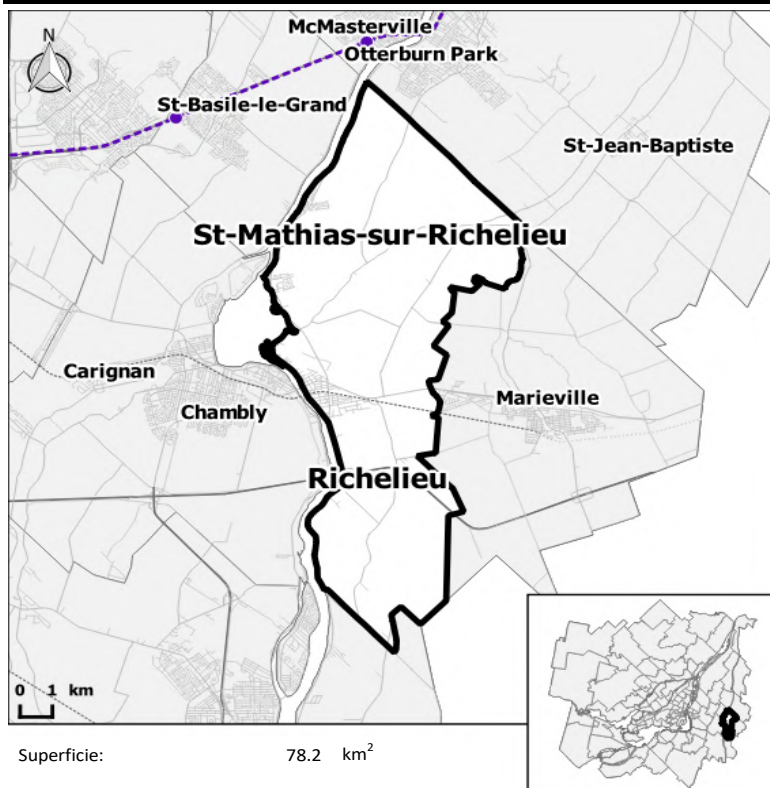 McMasterville
N
Otterburn Park
St-Basile-le-Grand
St-Jean-Baptiste
St-Mathias-sur-Richelieu
Carignan
Marieville
Chambly
Richelieu
0 1 km
Superficie: 78.2 km²